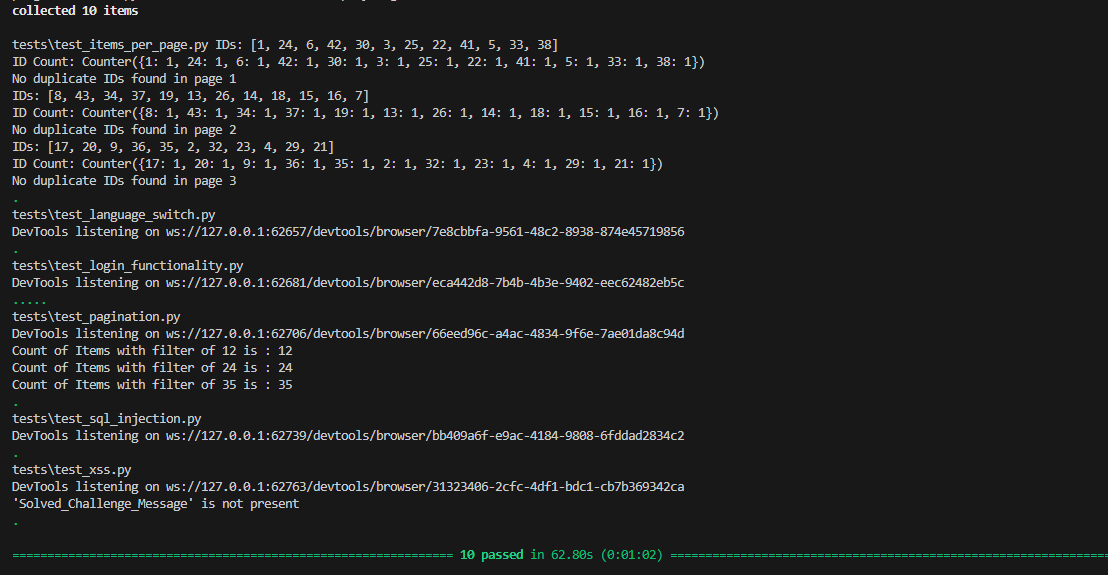 collected 10 items
tests\test_items_per_page.py IDs: [1, 24, 6, 42, 30, 3, 25, 22, 41, 5, 33, 38]
ID Count: Counter({1: 1, 24: 1, 6: 1, 42: 1, 30: 1, 3: 1, 25: 1, 22: 1, 41: 1, 5: 1, 33: 1, 38: 1})
No duplicate IDs found in page 1
IDs: [8, 43, 34, 37, 19, 13, 26, 14, 18, 15, 16, 7]
ID Count: Counter({8: 1, 43: 1, 34: 1, 37: 1, 19: 1, 13: 1, 26: 1, 14: 1, 18: 1, 15: 1, 16: 1, 7: 1})
No duplicate IDs found in page 2
IDs: [17, 20, 9, 36, 35, 2, 32, 23, 4, 29, 21]
ID Count: Counter({17: 1, 20: 1, 9: 1, 36: 1, 35: 1, 2: 1, 32: 1, 23: 1, 4: 1, 29: 1, 21: 1})
No duplicate IDs found in page 3
.
tests\test_language_switch.py
DevTools listening on ws://127.0.0.1:62657/devtools/browser/7e8cbbfa-9561-48c2-8938-874e45719856
.
tests\test_login_functionality.py
DevTools listening on ws://127.0.0.1:62681/devtools/browser/eca442d8-7b4b-4b3e-9402-eec62482eb5c
.....
tests\test_pagination.py
DevTools listening on ws://127.0.0.1:62706/devtools/browser/66eed96c-a4ac-4834-9f6e-7ae01da8c94d
Count of Items with filter of 12 is : 12
Count of Items with filter of 24 is : 24
Count of Items with filter of 35 is : 35
.
tests\test_sql_injection.py
DevTools listening on ws://127.0.0.1:62739/devtools/browser/bb409a6f-e9ac-4184-9808-6fddad2834c2
.
tests\test_xss.py
DevTools listening on ws://127.0.0.1:62763/devtools/browser/31323406-2cfc-4df1-bdc1-cb7b369342ca
'Solved_Challenge_Message' is not present
.
=============================================================== 10 passed in 62.80s (0:01:02) ===============================================================